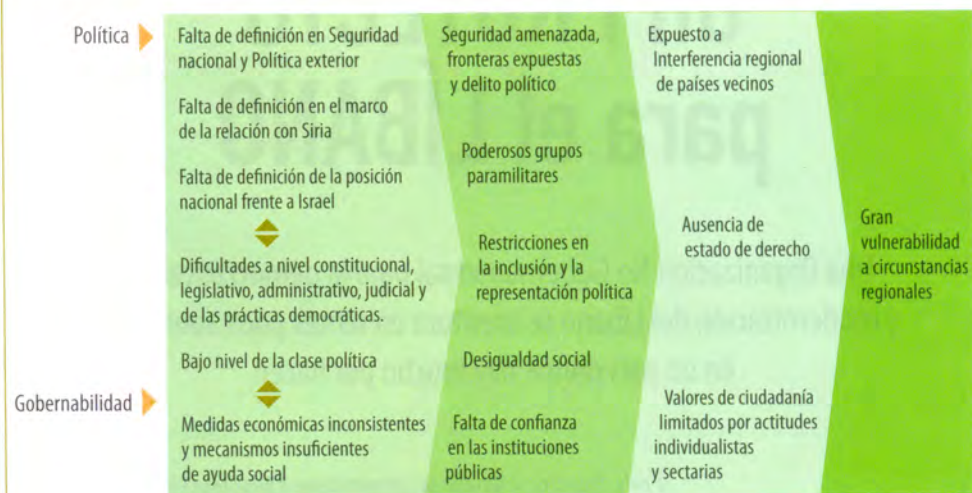 Política
Falta de definición en Seguridad
nacional y Política exterior
Falta de definición en el marco
de la relación con Siria
Falta de definición de la posición
nacional frente a Israel
Dificultades a nivel constitucional,
legislativo, administrativo, judicial y
de las prácticas democráticas.
Bajo nivel de la clase política
Gobernabilidad
Medidas económicas inconsistentes
y mecanismos insuficientes
de ayuda social
Seguridad amenazada,
fronteras expuestas
y delito político
Poderosos grupos
paramilitares
Restricciones en
la inclusión y la
representación política
Desigualdad social
Falta de confianza
en las instituciones
públicas
Expuesto a
Interferencia regional
de países vecinos
Ausencia de
estado de derecho
Valores de ciudadanía
limitados por actitudes
individualistas
y sectarias
Gran
vulnerabilidad
a circunstancias
regionales
para el LÍBANO